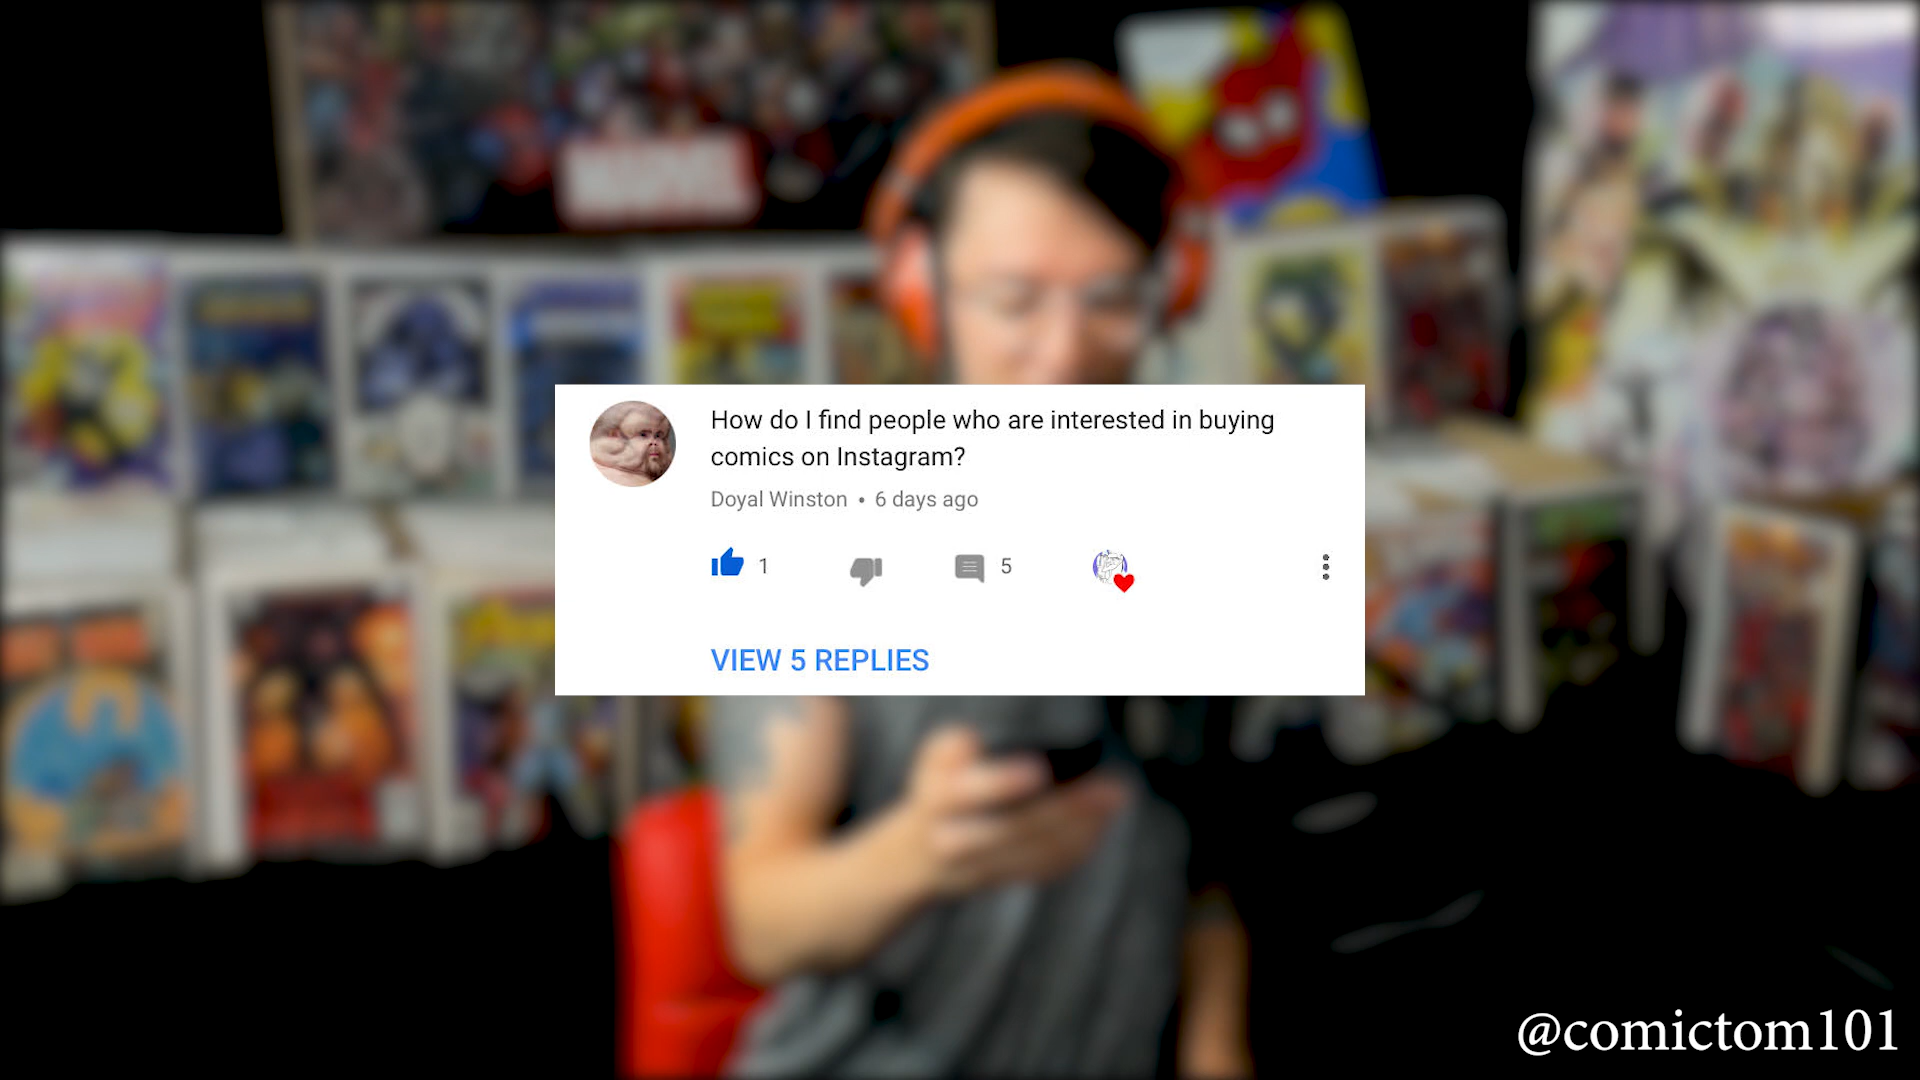 MARVEL
How do I find people who are interested in buying
comics on Instagram?
Doyal Winston • 6 days ago
1
5
VIEW 5 REPLIES
@comictom101